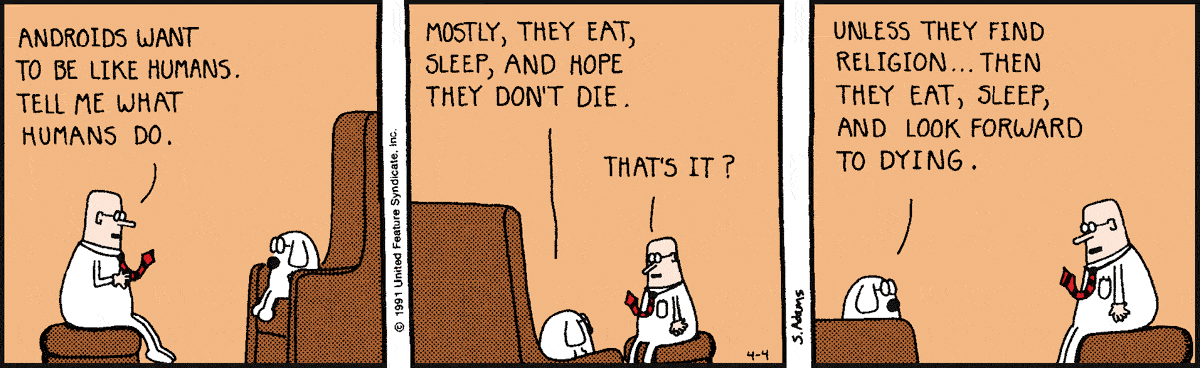 ANDROIDS WANT
TO BE LIKE HUMANS.
TELL ME WHAT
HUMANS DO.
© 1991 United Feature Syndicate, Inc.
MOSTLY, THEY EAT,
SLEEP, AND HOPE
THEY DON'T DIE.
THAT'S IT?
4-4
S. Adams
UNLESS THEY FIND
RELIGION... THEN
THEY EAT, SLEEP,
AND LOOK FORWARD
TO DYING.